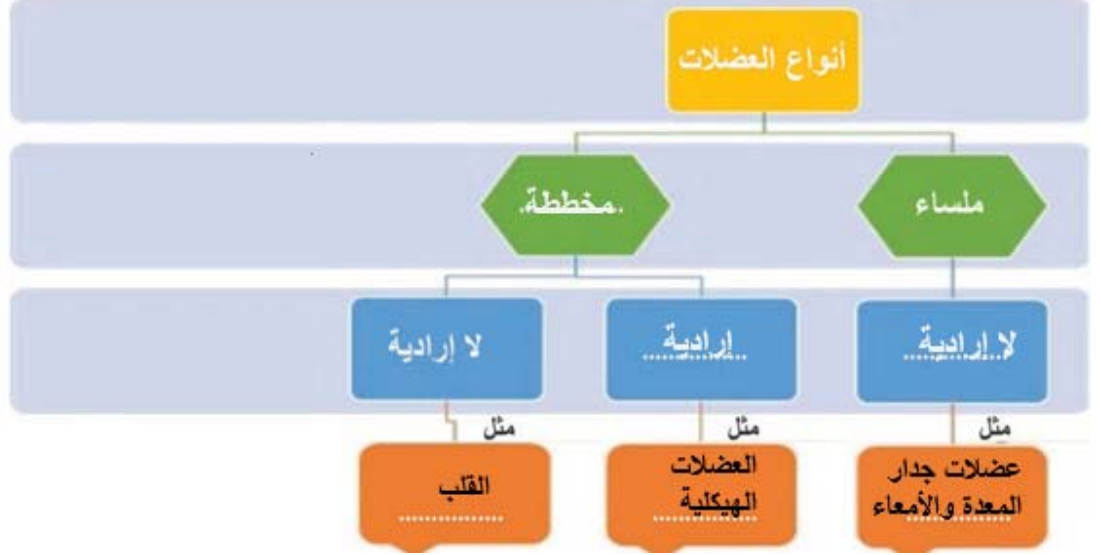 أنواع العضلات
ملساء
مخططة
لا إرادية
إرادية
لا إرادية
مثل
مثل
مثل
عضلات جدار
المعدة والأمعاء
العضلات
الهيكلية
القلب